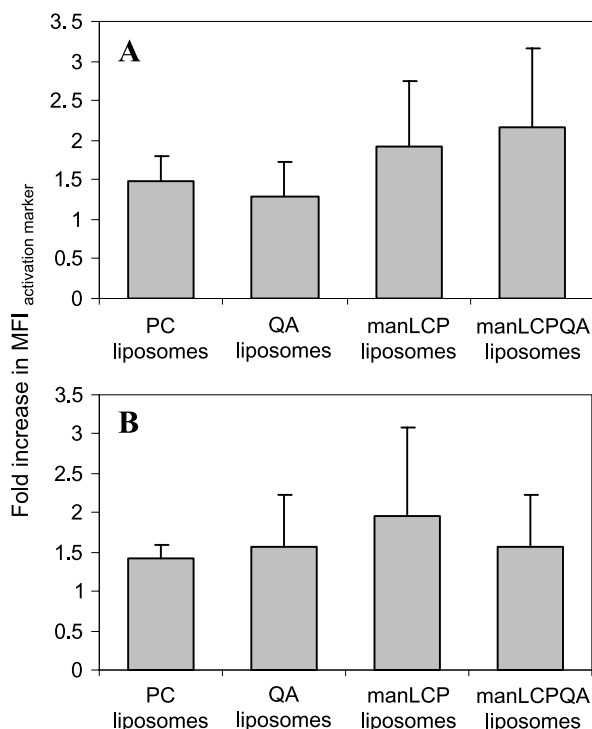 A
3.5
3
2.5
2
1.5
1
0.5
0
PC liposomes
QA liposomes
manLCP liposomes
manLCPQA liposomes
Fold increase in MFI activation marker
B
3.5
3
2.5
2
1.5
1
0.5
0
PC liposomes
QA liposomes
manLCP liposomes
manLCPQA liposomes